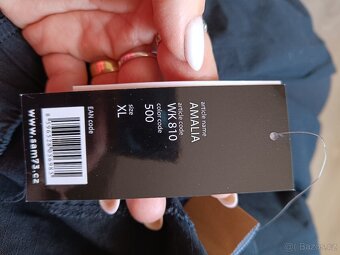 article name
AMALIA
article code
WK 810
color code
500
size
XL
EAN code
www.sam73.cz